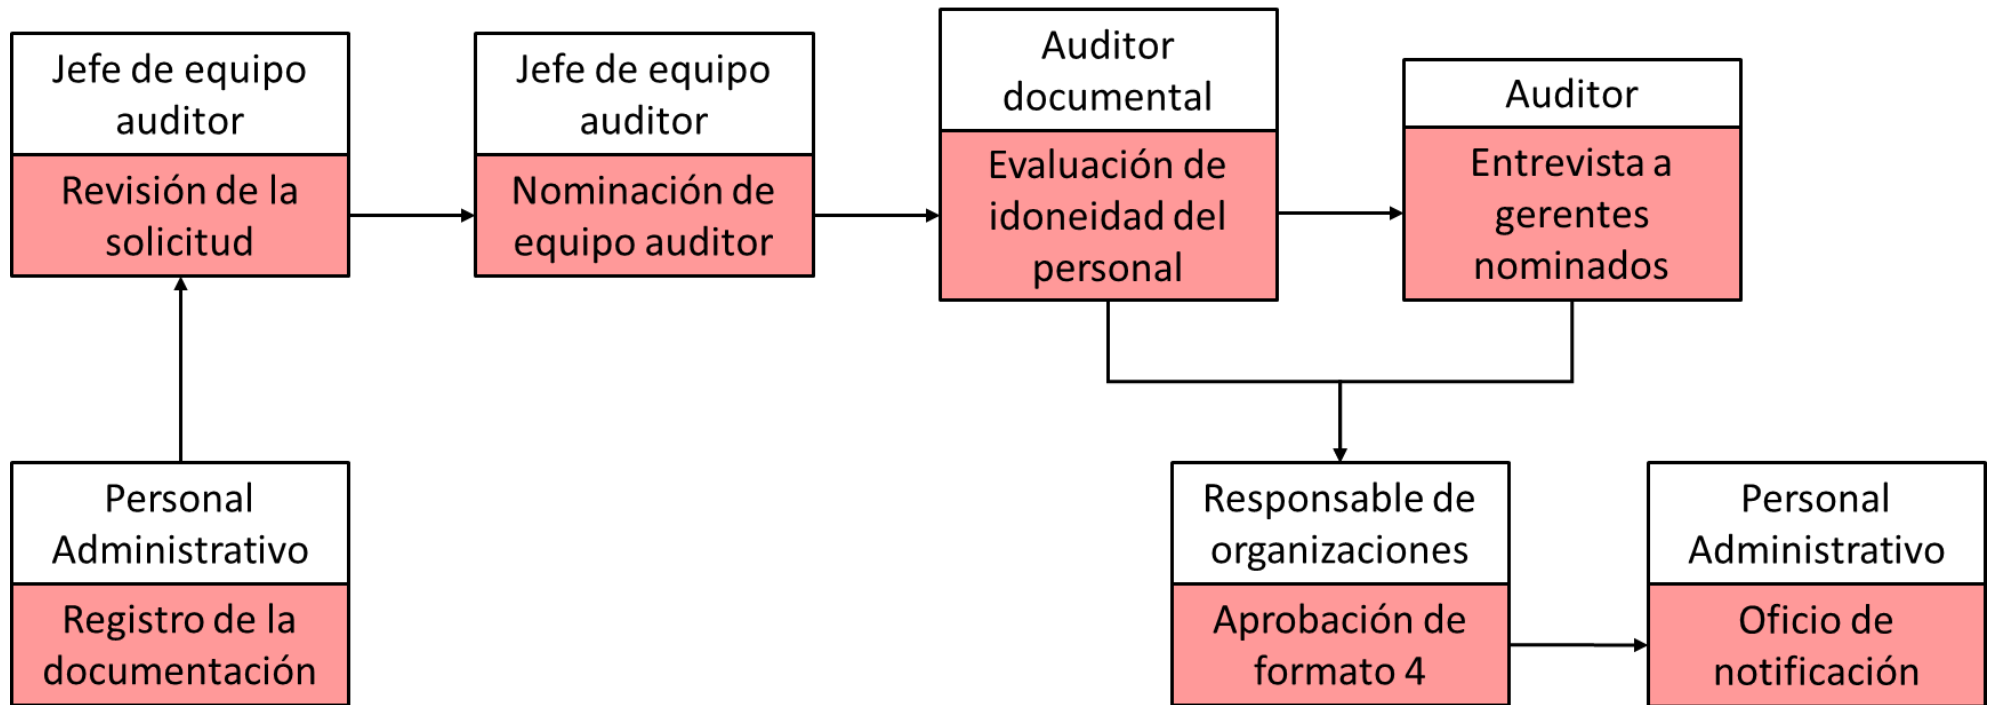 Jefe de equipo
auditor
Revisión de la
solicitud
Jefe de equipo
auditor
Nominación de
equipo auditor
Auditor
documental
Evaluación de
idoneidad del
personal
Auditor
Entrevista a
gerentes
nominados
Personal
Administrativo
Registro de la
documentación
Responsable de
organizaciones
Aprobación de
formato 4
Personal
Administrativo
Oficio de
notificación